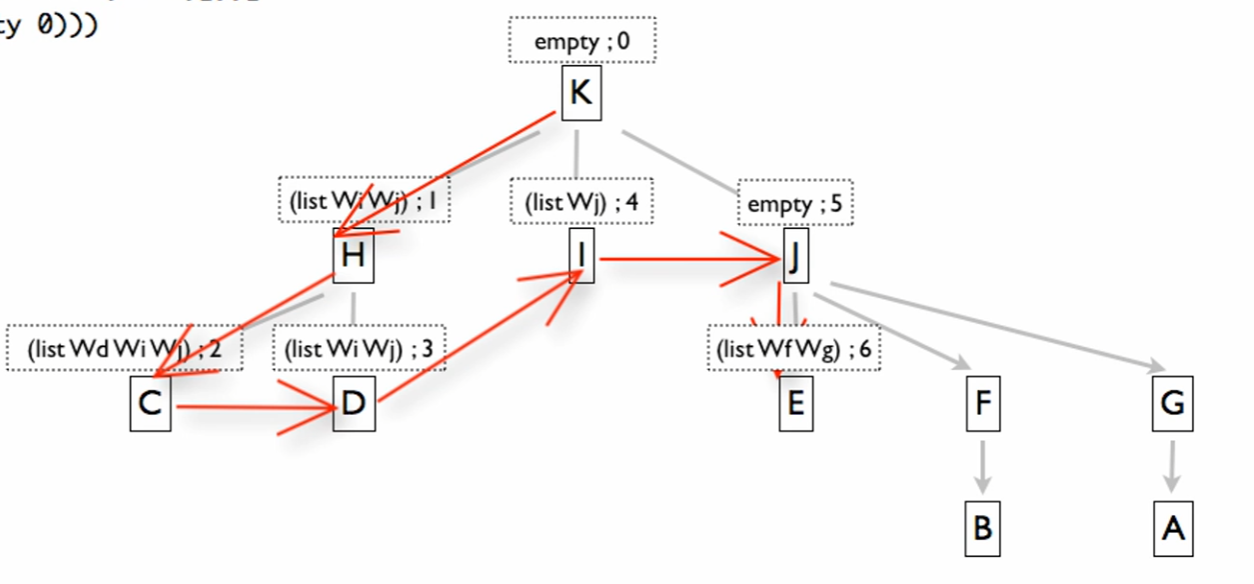 ty 0)))
empty ; 0
K
(list Wi Wj) ; 1
(list Wj) ; 4
empty ; 5
H
I
J
(list Wd Wi Wj) ; 2
(list Wi Wj) ; 3
(list Wf Wg) ; 6
C
D
E
F
G
B
A